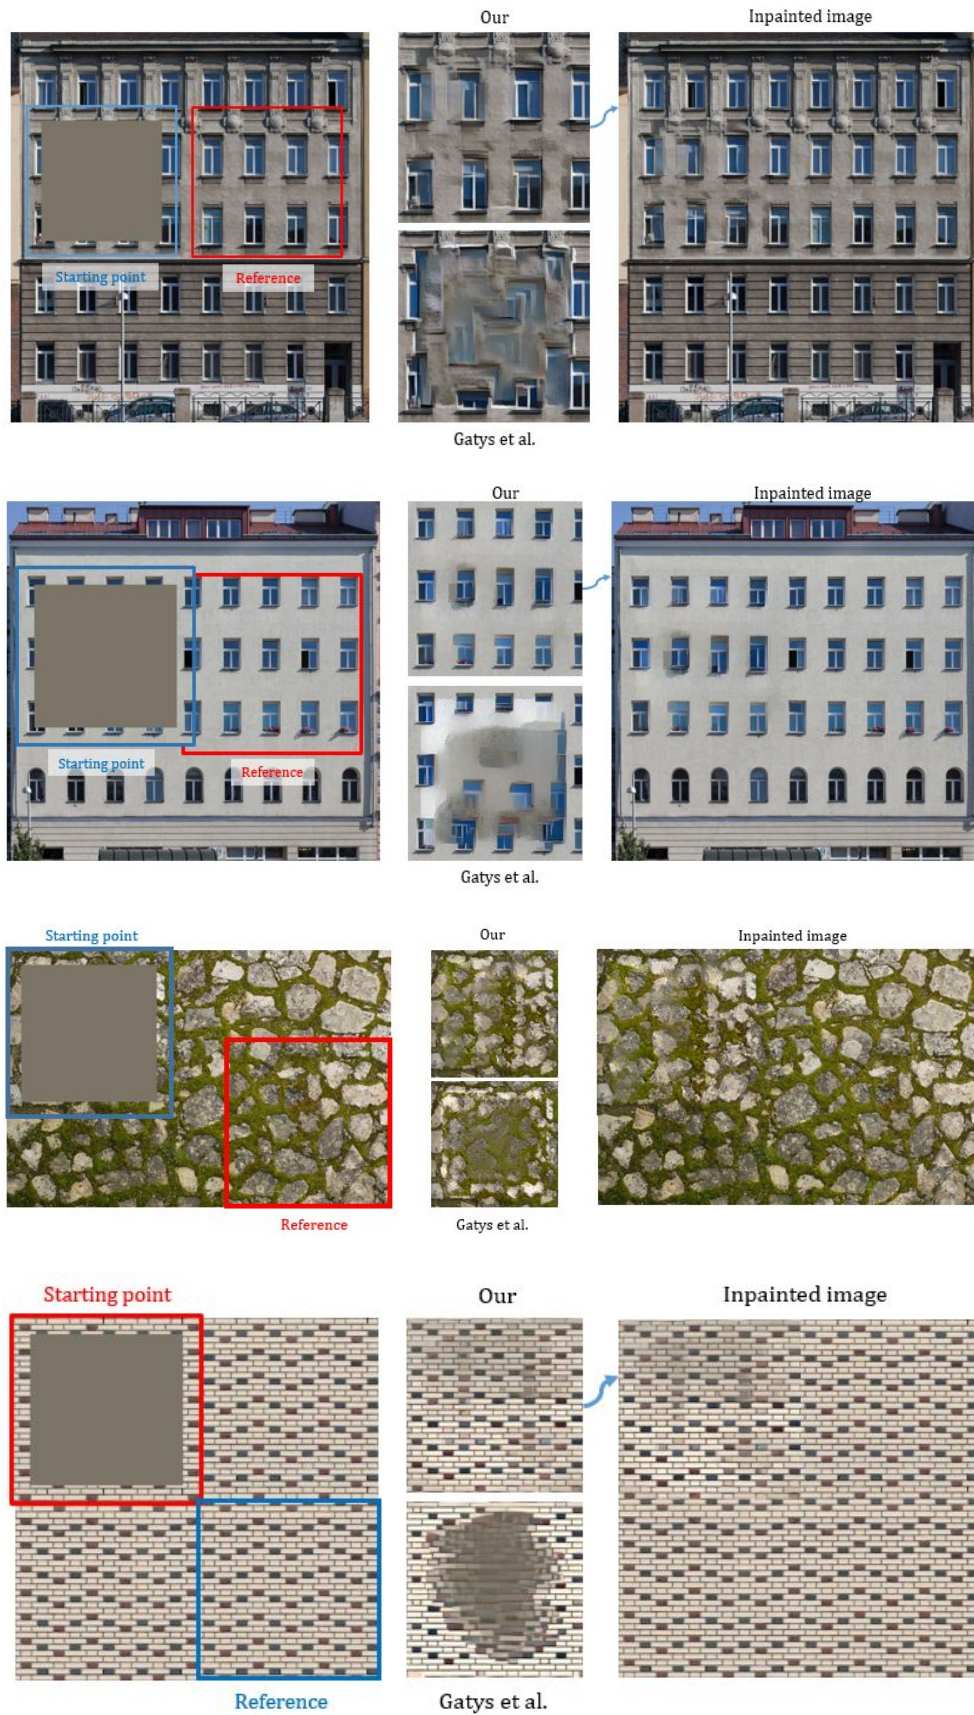 Our
Inpainted image
Starting point
Reference
Gatys et al.
Our
Inpainted image
Starting point
Reference
Gatys et al.
Starting point
Our
Inpainted image
Reference
Gatys et al.
Starting point
Our
Inpainted image
Reference
Gatys et al.